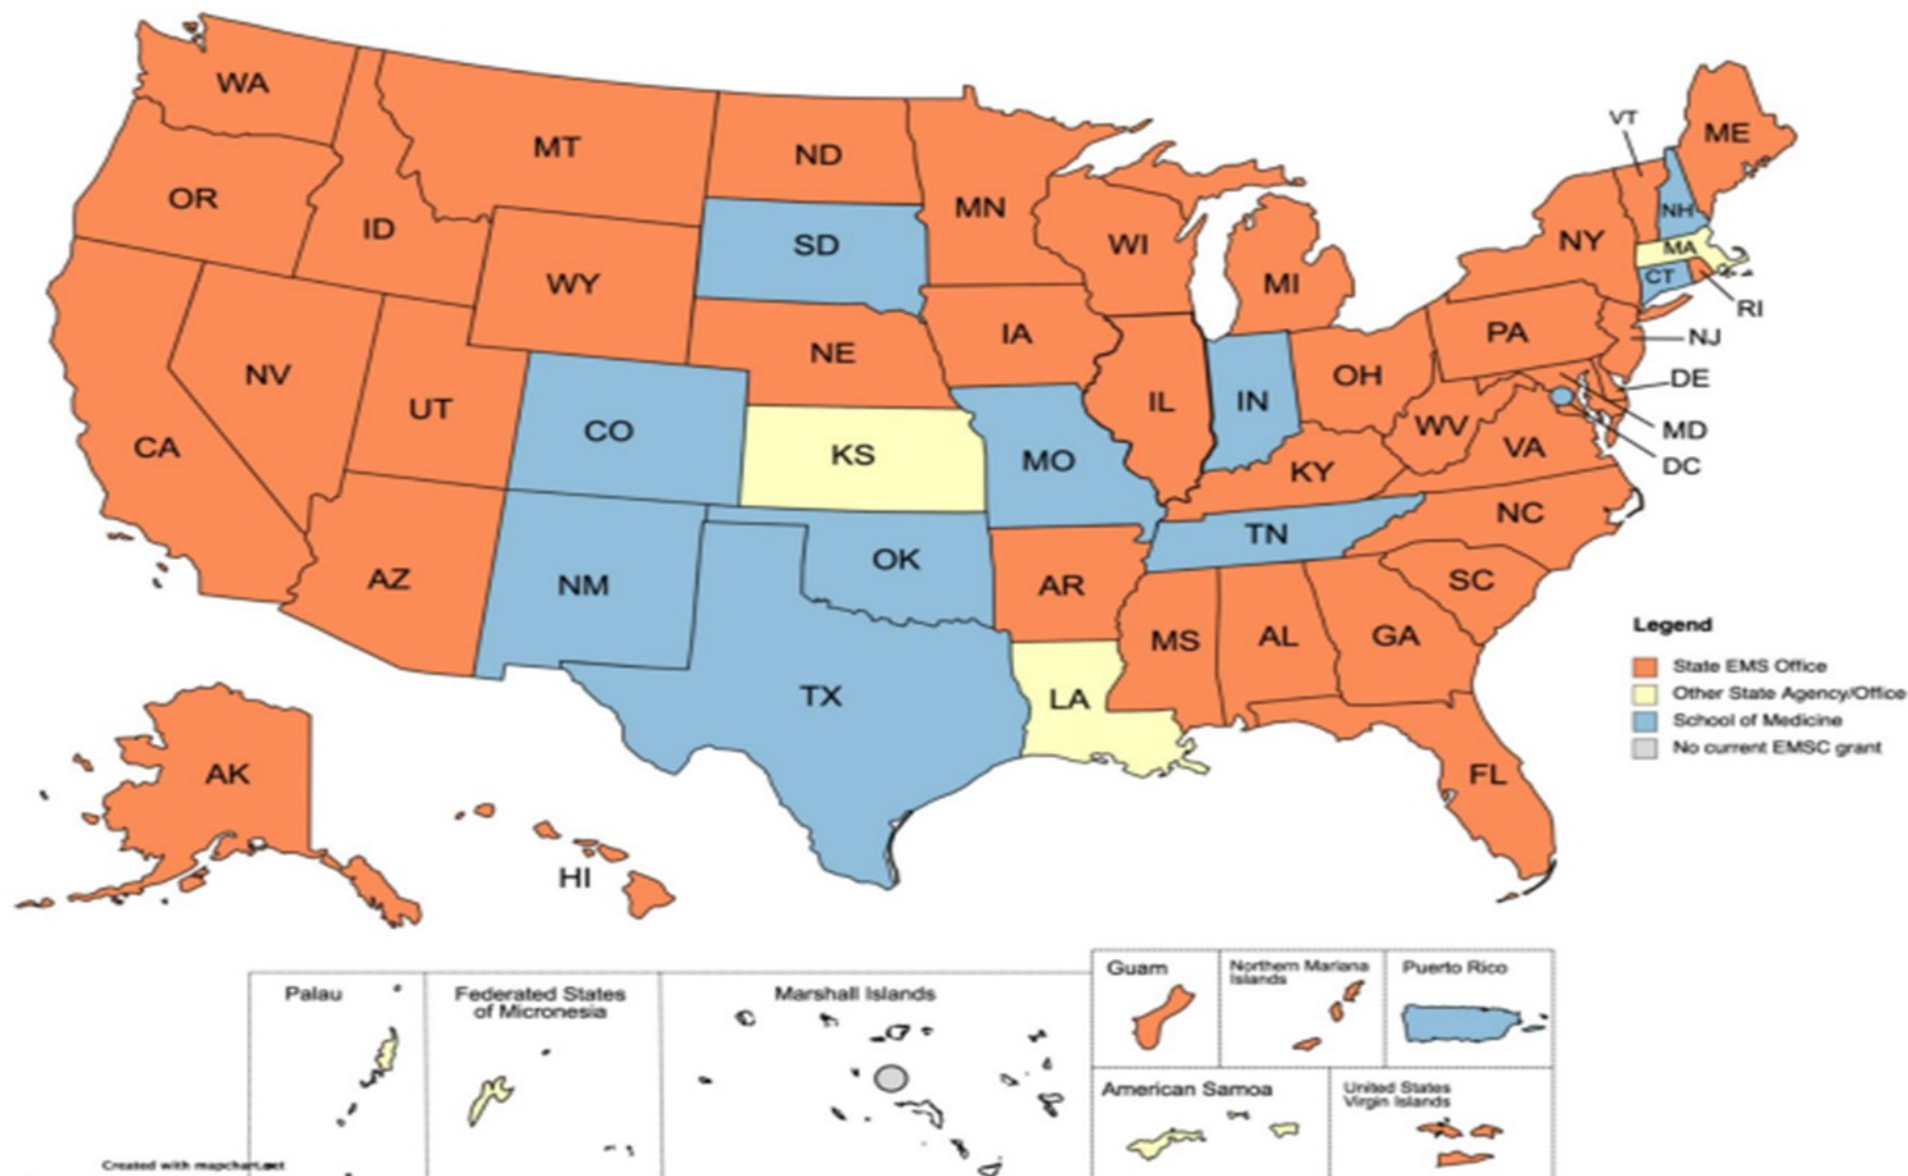 WA
MT
ND
MN
OR
ID
SD
WI
WY
MI
NY
VT
ME
NH
MA
CT
RI
NJ
PA
IA
NE
NV
UT
CO
KS
MO
IL
IN
OH
DE
MD
DC
WV
VA
KY
CA
NC
TN
AZ
NM
OK
AR
SC
MS
AL
GA
TX
LA
FL
AK
HI
Legend
State EMS Office
Other State Agency/Office
School of Medicine
No current EMSC grant
Palau
Federated States
of Micronesia
Marshall Islands
Guam
Northern Mariana
Islands
Puerto Rico
American Samoa
United States
Virgin Islands
Created with mapchart.net